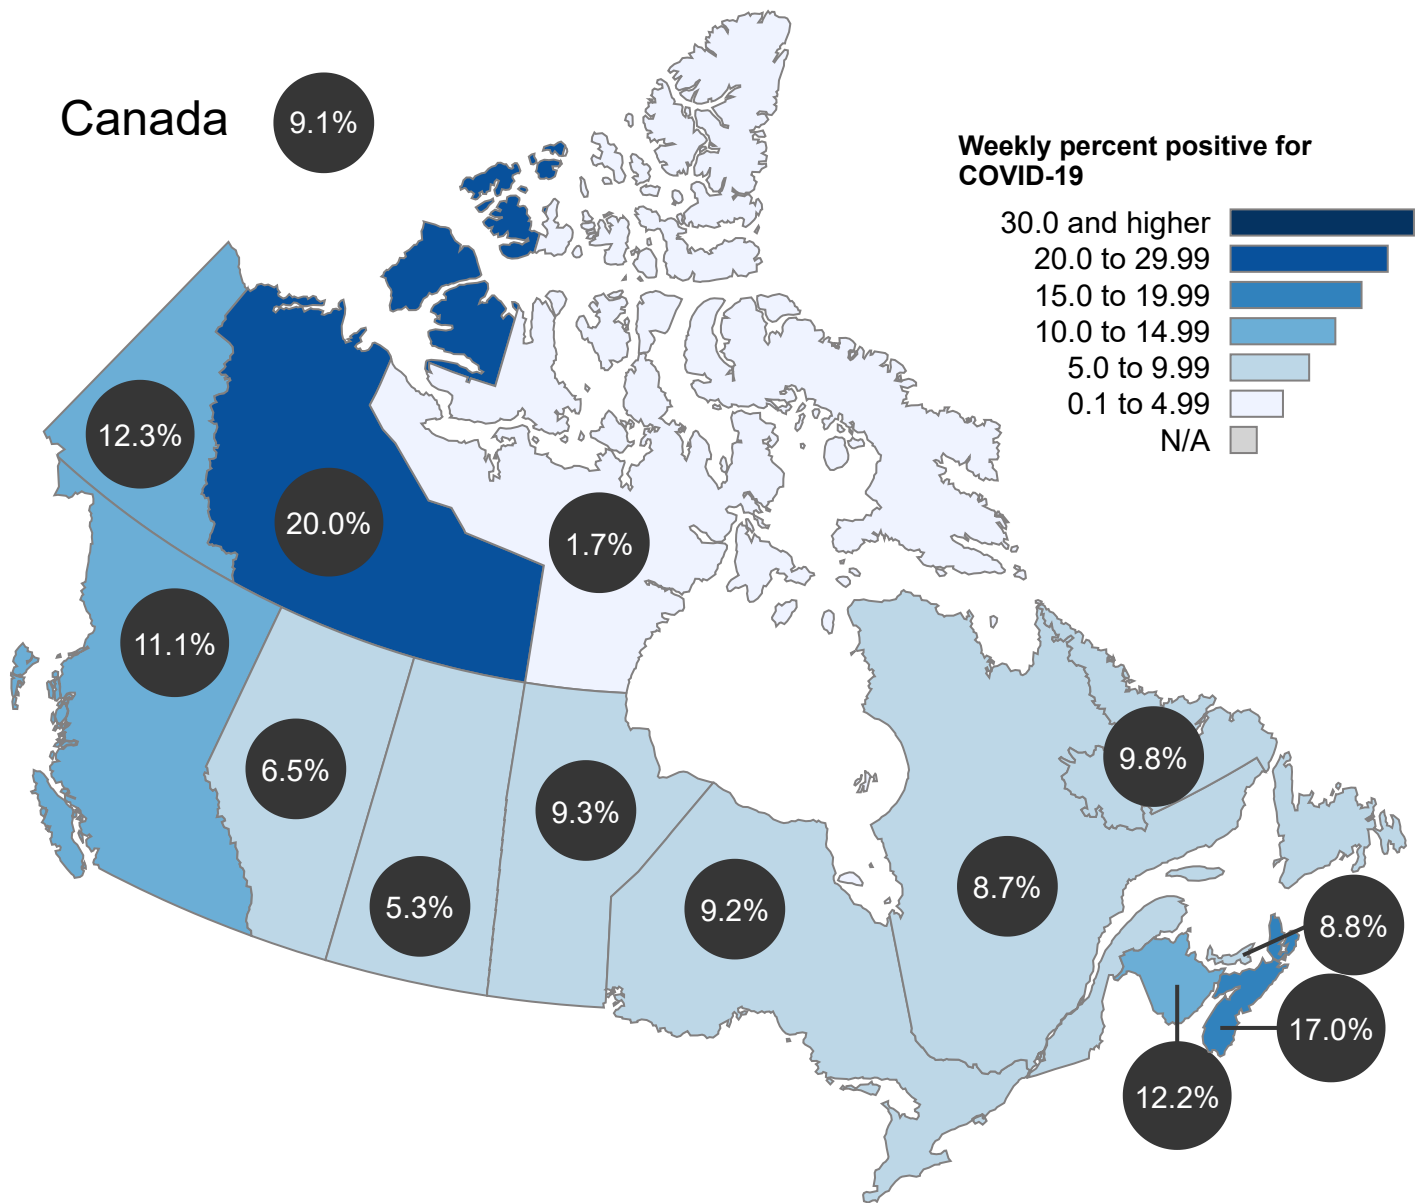 Canada
9.1%
Weekly percent positive for
COVID-19
30.0 and higher
20.0 to 29.99
15.0 to 19.99
10.0 to 14.99
5.0 to 9.99
0.1 to 4.99
N/A
12.3%
20.0%
1.7%
11.1%
6.5%
9.3%
5.3%
9.2%
8.7%
9.8%
8.8%
17.0%
12.2%